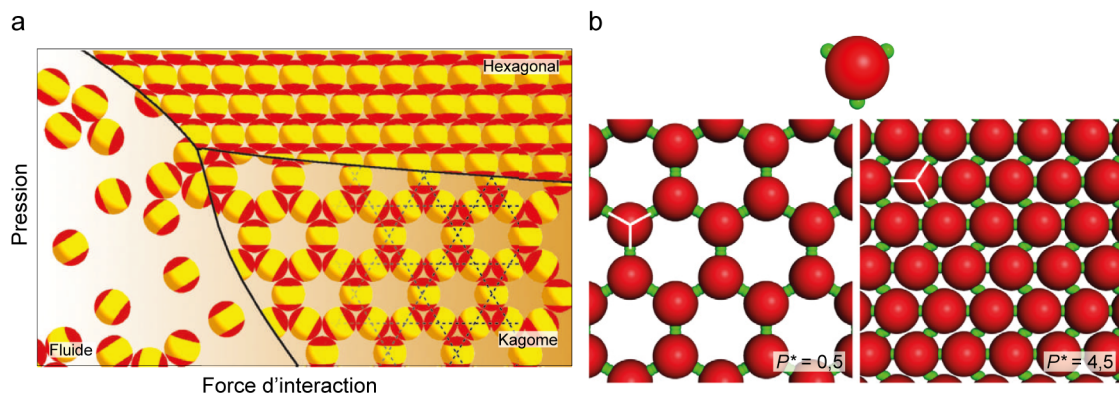 a
b
Hexagonal
Pression
Fluide
Kagome
Force d’interaction
P* = 0,5
P* = 4,5